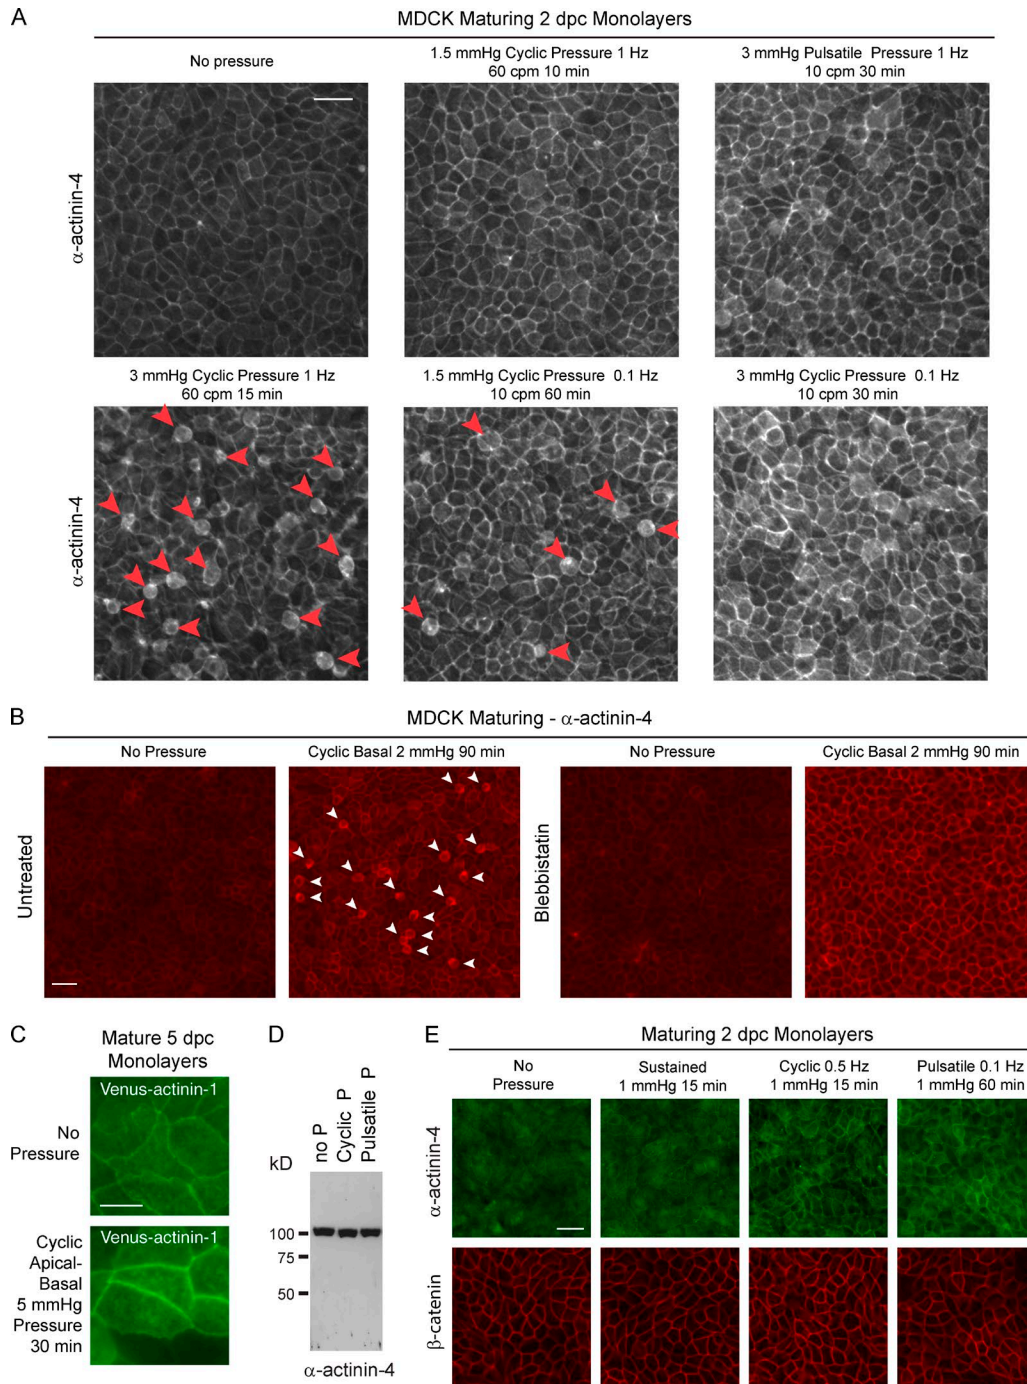 A
MDCK Maturing 2 dpc Monolayers
No pressure
1.5 mmHg Cyclic Pressure 1 Hz
60 cpm 10 min
3 mmHg Pulsatile Pressure 1 Hz
10 cpm 30 min
α-actinin-4
3 mmHg Cyclic Pressure 1 Hz
60 cpm 15 min
1.5 mmHg Cyclic Pressure 0.1 Hz
10 cpm 60 min
3 mmHg Cyclic Pressure 0.1 Hz
10 cpm 30 min
α-actinin-4
B
MDCK Maturing - α-actinin-4
No Pressure
Cyclic Basal 2 mmHg 90 min
No Pressure
Cyclic Basal 2 mmHg 90 min
Untreated
Blebbistatin
C
Mature 5 dpc
Monolayers
Venus-actinin-1
No
Pressure
Venus-actinin-1
Cyclic
Apical-
Basal
5 mmHg
Pressure
30 min
D
no P
Cyclic P
Pulsatile P
kD
100
75
50
α-actinin-4
E
Maturing 2 dpc Monolayers
No
Pressure
Sustained
1 mmHg 15 min
Cyclic 0.5 Hz
1 mmHg 15 min
Pulsatile 0.1 Hz
1 mmHg 60 min
α-actinin-4
β-catenin